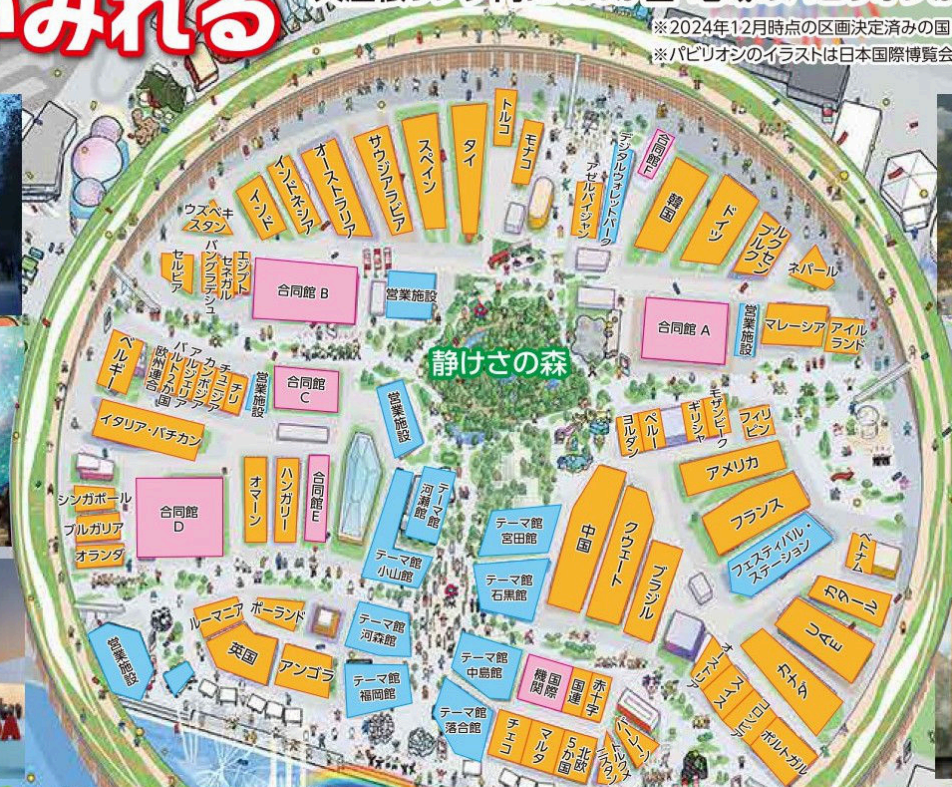 みれる
※2024年12月時点の区画決定済みの国
※パビリオンのイラストは日本国際博覧会
トルコ
モナコ
タイ
スペイン
サウジアラビア
オーストラリア
インドネシア
インド
ウズベキ
スタン
アゼルバイジャン
デジタルウォレットパーク
合同館F
韓国
ドイツ
ルクセン
ブルク
ネパール
セルビア
バングラデシュ
セネガル
エジプト
合同館 B
営業施設
合同館 A
営業施設
マレーシア
アイル
ランド
静けさの森
ベルギー
欧州連合
バルト2か国
アルジェリア
カンボジア
チュニジア
チリ
営業施設
合同館
C
営業施設
イタリア・バチカン
ヨルダン
ペルー
ギリシャ
モザンビーク
フィリ
ピン
アメリカ
フランス
フェスティバル・
ステーション
シンガポール
ブルガリア
オランダ
合同館
D
オマーン
ハンガリー
合同館E
テーマ館
河瀨館
テーマ館
小山館
テーマ館
宮田館
テーマ館
石黒館
中国
クウェート
ブラジル
ベトナム
カタール
UAE
カナダ
ルーマニア
ポーランド
英国
アンゴラ
営業施設
テーマ館
河森館
テーマ館
福岡館
テーマ館
中島館
テーマ館
落合館
国際
機関
国連
赤十字
オーストリア
スイス
コロンビア
ポルトガル
チェコ
マルタ
北欧
5か国
トルクメ
ニスタン
バーレーン